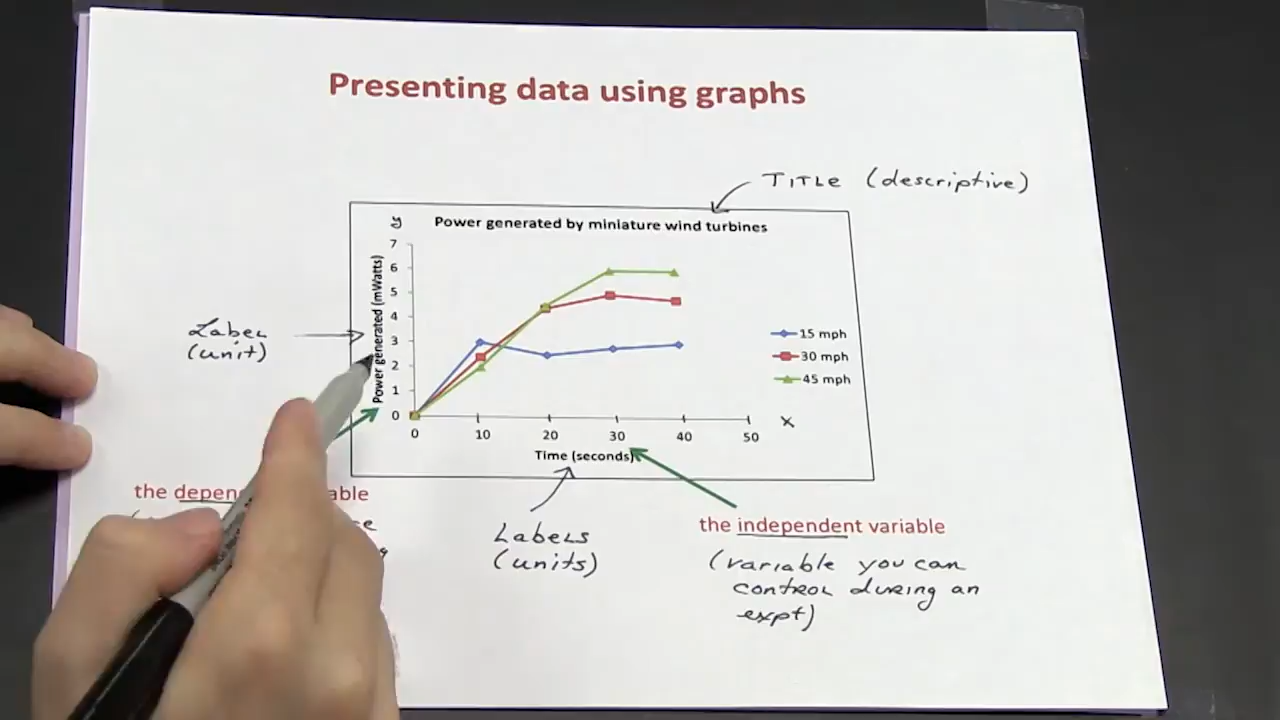 Presenting data using graphs
TITLE (descriptive)
y
Power generated by miniature wind turbines
7
6
5
4
3
2
1
0
Power generated (mWatts)
Label
(unit)
15 mph
30 mph
45 mph
x
0 10 20 30 40 50
Time (seconds)
the
Labels
(units)
the independent variable
(variable you can
control during an
expt)